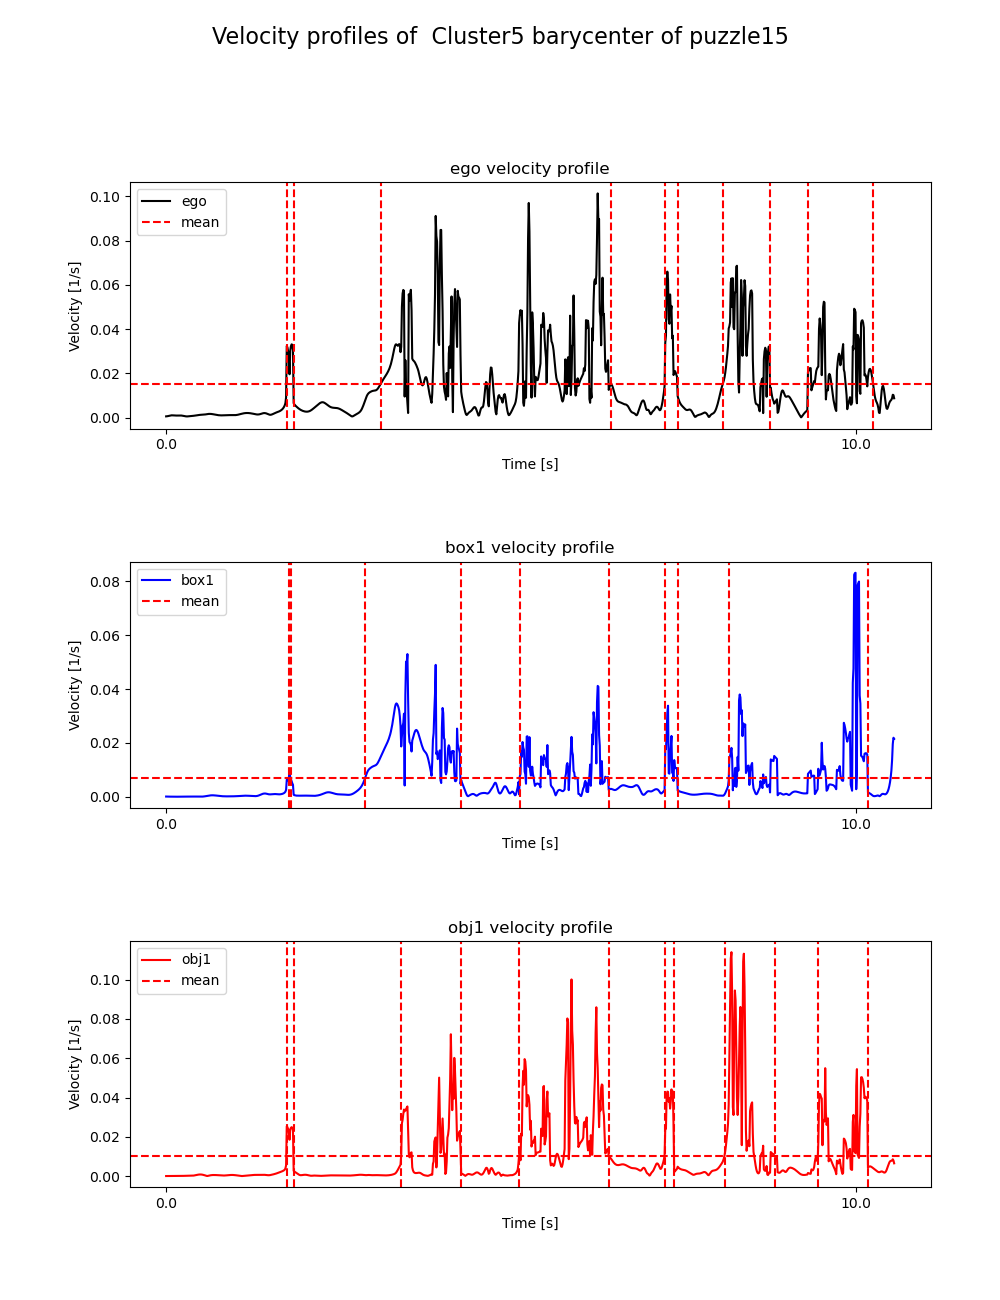 Velocity profiles of  Cluster5 barycenter of puzzle15
ego velocity profile
ego
mean
0.10
0.08
0.06
0.04
0.02
0.00
Velocity [1/s]
0.0
10.0
Time [s]
box1 velocity profile
box1
mean
0.08
0.06
0.04
0.02
0.00
Velocity [1/s]
0.0
10.0
Time [s]
obj1 velocity profile
obj1
mean
0.10
0.08
0.06
0.04
0.02
0.00
Velocity [1/s]
0.0
10.0
Time [s]